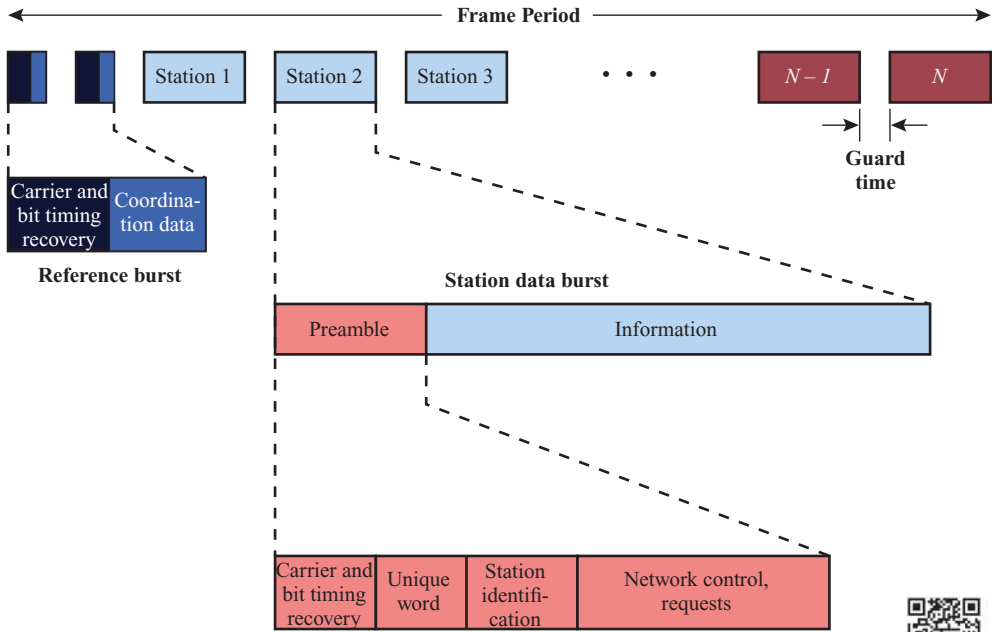 Frame Period
Station 1
Station 2
Station 3
• • •
N – 1
N
Guard
time
Carrier and
bit timing
recovery
Coordina-
tion data
Reference burst
Station data burst
Preamble
Information
Carrier and
bit timing
recovery
Unique
word
Station
identifi-
cation
Network control,
requests